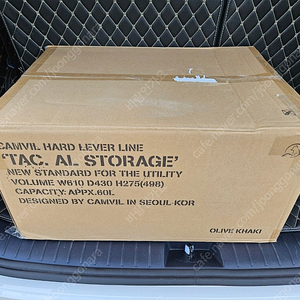 CAMVIL HARD LEVER LINE
'TAC. AL STORAGE'
NEW STANDARD FOR THE UTILITY
VOLUME W610 D430 H275(498)
CAPACITY: APPX.60L
DESIGNED BY CAMVIL IN SEOUL·KOR
OLIVE KHAKI